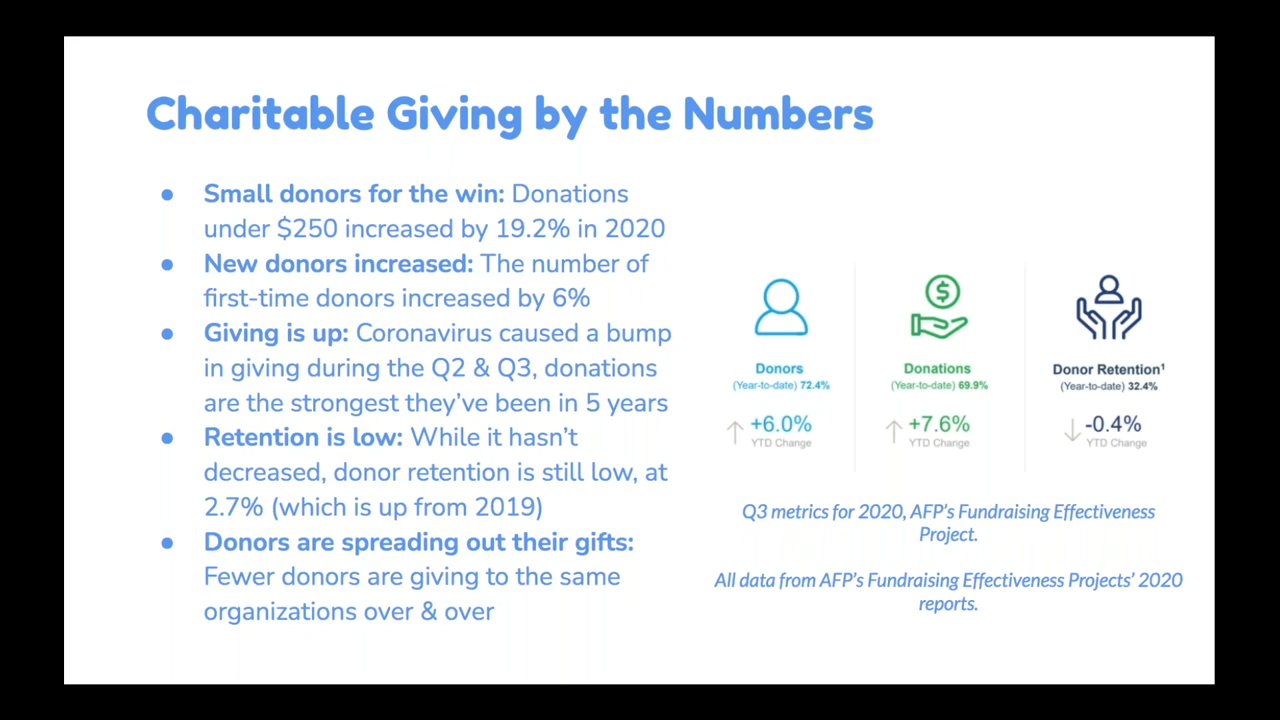 Charitable Giving by the Numbers
● Small donors for the win: Donations
under $250 increased by 19.2% in 2020
● New donors increased: The number of
first-time donors increased by 6%
● Giving is up: Coronavirus caused a bump
in giving during the Q2 & Q3, donations
are the strongest they've been in 5 years
● Retention is low: While it hasn't
decreased, donor retention is still low, at
2.7% (which is up from 2019)
● Donors are spreading out their gifts:
Fewer donors are giving to the same
organizations over & over
Donors
(Year-to-date) 72.4%
+6.0%
YTD Change
$
Donations
(Year-to-date) 69.9%
+7.6%
YTD Change
Donor Retention¹
(Year-to-date) 32.4%
-0.4%
YTD Change
Q3 metrics for 2020, AFP's Fundraising Effectiveness
Project.
All data from AFP's Fundraising Effectiveness Projects' 2020
reports.